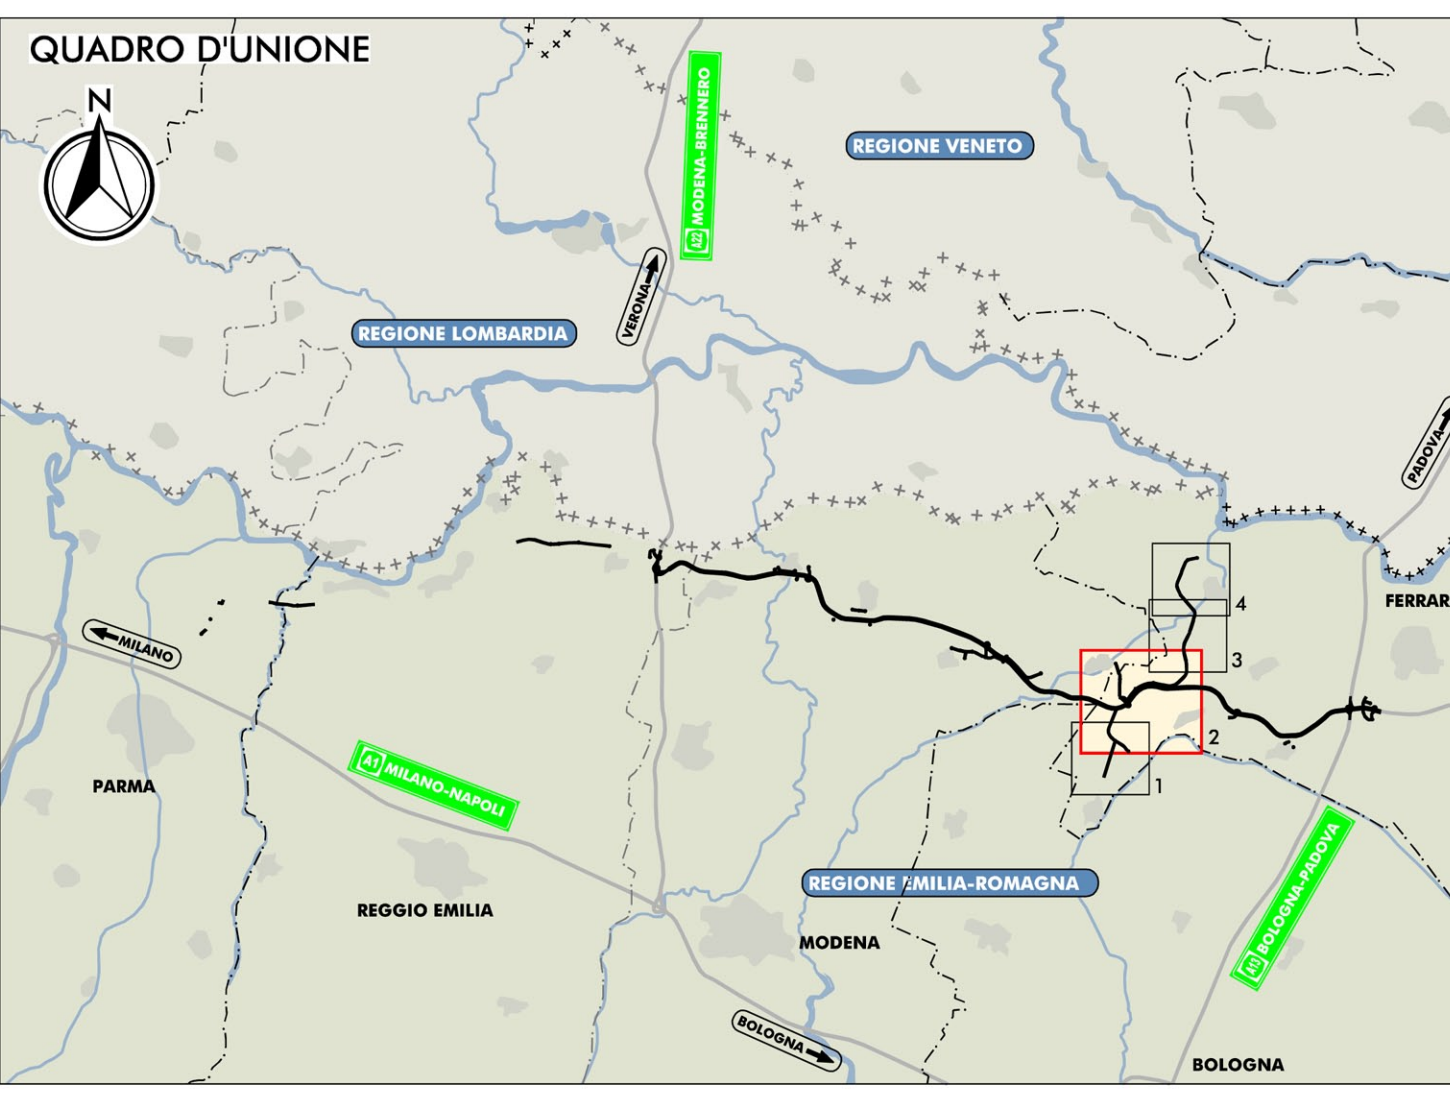 QUADRO D'UNIONE
N
A22 MODENA-BRENNERO
REGIONE VENETO
VERONA
REGIONE LOMBARDIA
PADOVA
MILANO
FERRAR
4
3
2
1
PARMA
A1 MILANO-NAPOLI
REGIONE EMILIA-ROMAGNA
A13 BOLOGNA-PADOVA
REGGIO EMILIA
MODENA
BOLOGNA
BOLOGNA